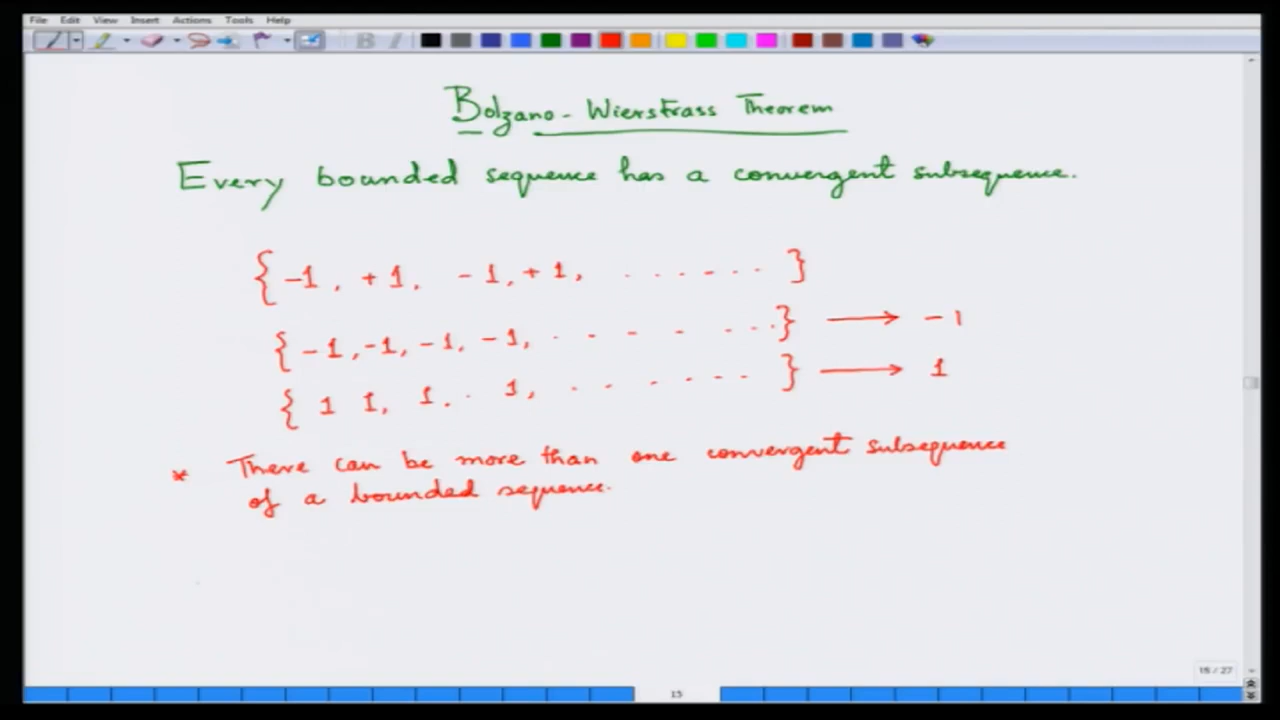 File Edit View Insert Actions Tools Help
Bolzano - Wierstrass Theorem
Every bounded sequence has a convergent subsequence.
{ -1, +1, -1, +1, ....... }
{ -1, -1, -1, -1, . . . . ... } → -1
{ 1 1, 1, . . 1, . . . . . . . } → 1
* There can be more than one convergent subsequence
of a bounded sequence.
15 / 27
15